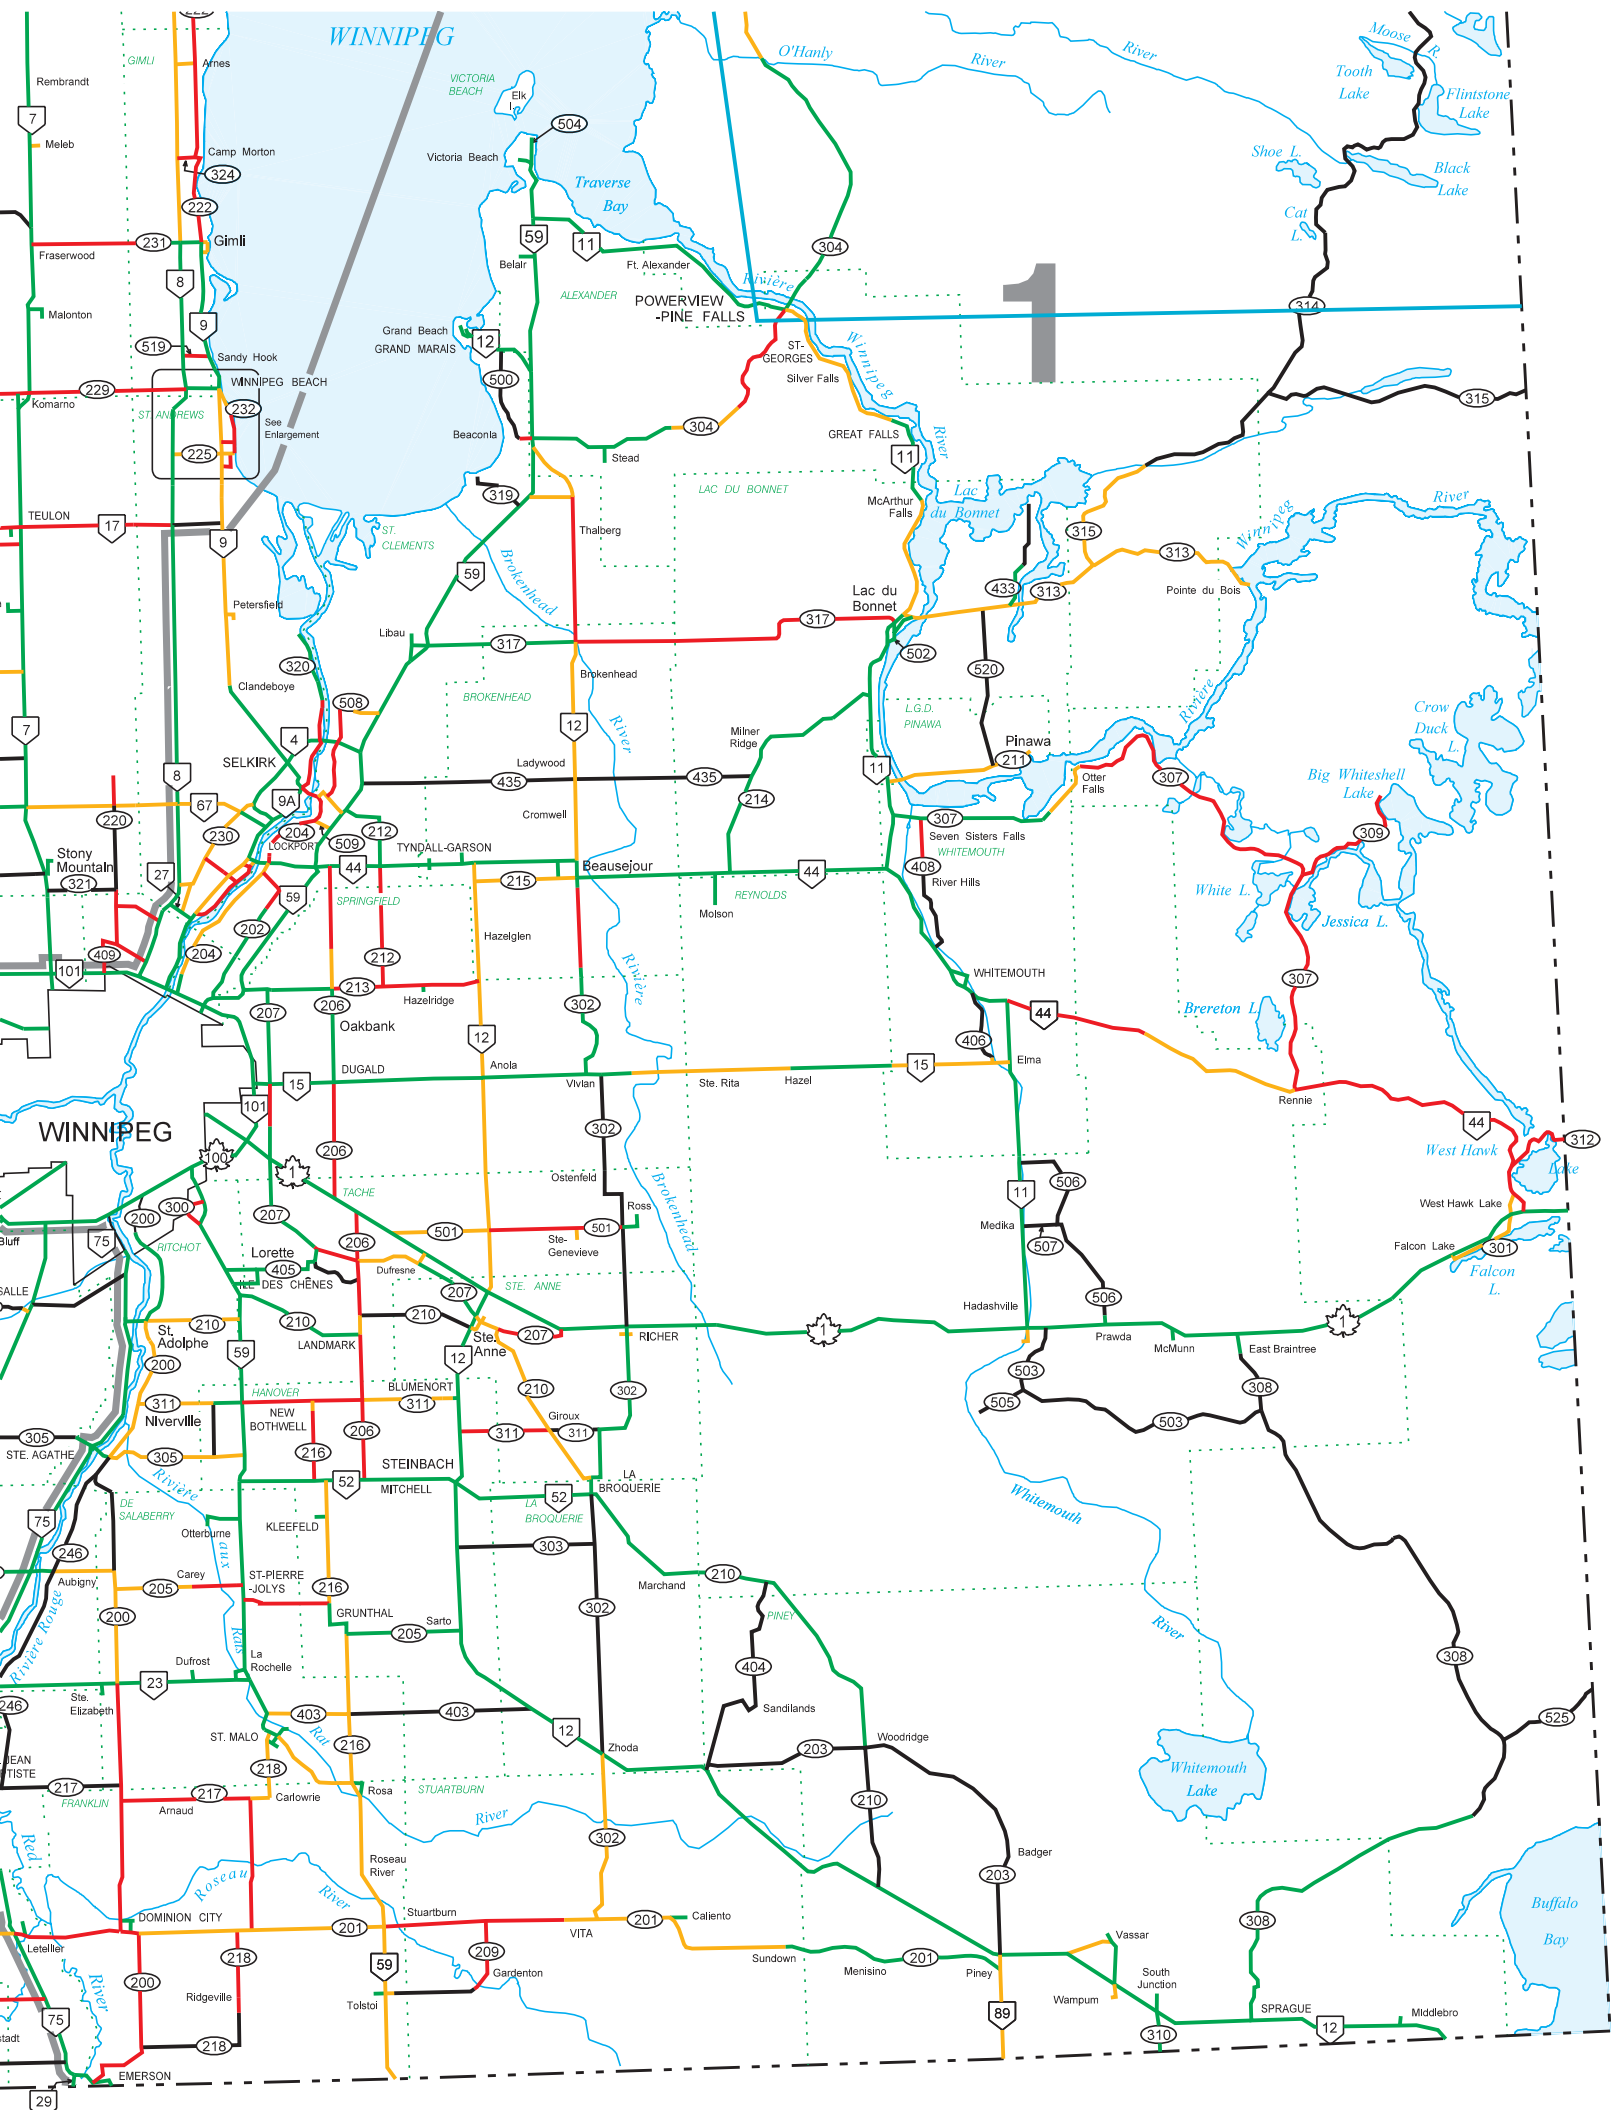 WINNIPEG
O'Hanly
River
River
Moose
R.
Tooth
Lake
Flintstone
Lake
GIMLI
Arnes
VICTORIA
BEACH
Elk
I.
Rembrandt
7
504
Meleb
Camp Morton
Victoria Beach
Shoe L.
Black
Lake
324
Traverse
Bay
222
Cat
L.
231
Gimli
59
11
304
Fraserwood
Belair
Ft. Alexander
Rivière
1
8
ALEXANDER
POWERVIEW
-PINE FALLS
314
Malonton
9
Grand Beach
GRAND MARAIS
12
Winnipeg
519
Sandy Hook
ST-
GEORGES
Silver Falls
229
WINNIPEG BEACH
500
315
Komarno
ST. ANDREWS
232
See
Enlargement
304
Beaconia
GREAT FALLS
River
225
Stead
11
319
LAC DU BONNET
Lac
du Bonnet
McArthur
Falls
TEULON
17
9
ST.
CLEMENTS
Thalberg
315
313
Winnipeg
River
59
Brokenhead
Petersfield
Lac du
Bonnet
433
313
Pointe du Bois
Libau
317
317
502
320
520
Clandeboye
Brokenhead
508
BROKENHEAD
L.G.D.
PINAWA
Rivière
Crow
Duck
L.
7
4
12
River
Milner
Ridge
Pinawa
SELKIRK
Ladywood
211
8
435
435
11
Otter
Falls
307
Big Whiteshell
Lake
67
9A
214
Cromwell
220
230
204
212
307
309
LOCKPORT
509
TYNDALL-GARSON
Seven Sisters Falls
WHITEMOUTH
Stony
Mountain
321
27
44
Beausejour
44
408
215
River Hills
White L.
59
SPRINGFIELD
REYNOLDS
Molson
Jessica L.
202
Hazelglen
409
204
212
Rivière
101
WHITEMOUTH
307
213
Hazelridge
207
206
302
44
Brereton L.
Oakbank
12
406
DUGALD
Anola
15
Elma
15
Vivian
Ste. Rita
Hazel
101
Rennie
WINNIPEG
302
44
312
100
206
West Hawk
Lake
1
Ostenfeld
Brokenhead
506
TACHE
11
300
200
207
Ross
West Hawk Lake
501
501
Medika
75
RITCHOT
206
507
Bluff
Lorette
Ste-
Genevieve
Falcon Lake
301
405
Dufresne
Falcon
L.
ILE DES CHÊNES
207
STE. ANNE
506
Hadashville
210
210
210
1
1
St.
Adolphe
Ste.
Anne
207
RICHER
Prawda
LANDMARK
McMunn
East Braintree
59
12
200
503
HANOVER
BLUMENORT
210
302
308
311
311
505
Niverville
NEW
BOTHWELL
Giroux
503
305
206
311
311
STE. AGATHE
305
216
STEINBACH
Rivière
52
MITCHELL
LA
BROQUERIE
52
DE
SALABERRY
LA
BROQUERIE
Whitemouth
75
KLEEFELD
Otterburne
303
246
aux
Aubigny
Carey
ST-PIERRE
-JOLYS
210
Marchand
205
216
Rivière Rouge
200
302
GRUNTHAL
PINEY
Rats
205
Sarto
River
308
Dufrost
La
Rochelle
404
23
Ste.
Elizabeth
246
Sandilands
403
403
525
ST. MALO
Rat
12
216
Woodridge
Zhoda
203
218
Whitemouth
Lake
217
217
Rosa
STUARTBURN
FRANKLIN
Arnaud
Carlowrie
210
River
302
Red
Badger
Roseau
River
203
Roseau
River
Buffalo
Bay
Stuartburn
DOMINION CITY
201
201
Caliento
308
VITA
Letellier
Vassar
209
218
201
Sundown
59
200
Gardenton
Menisino
Piney
South
Junction
River
Ridgeville
Tolstoi
Wampum
89
SPRAGUE
Middlebro
75
12
310
218
EMERSON
29